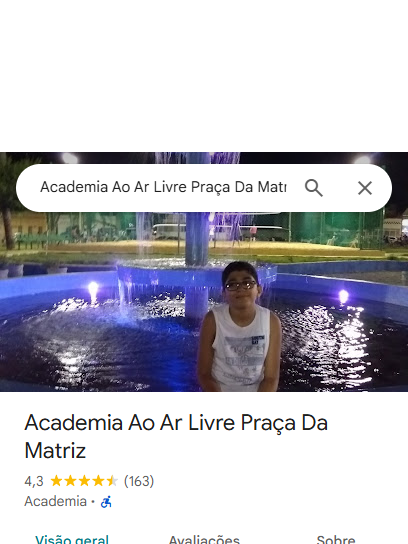 Academia Ao Ar Livre Praça Da Matr
Academia Ao Ar Livre Praça Da
Matriz
4,3 (163)
Academia ·
Visão geral Avaliações Sobre